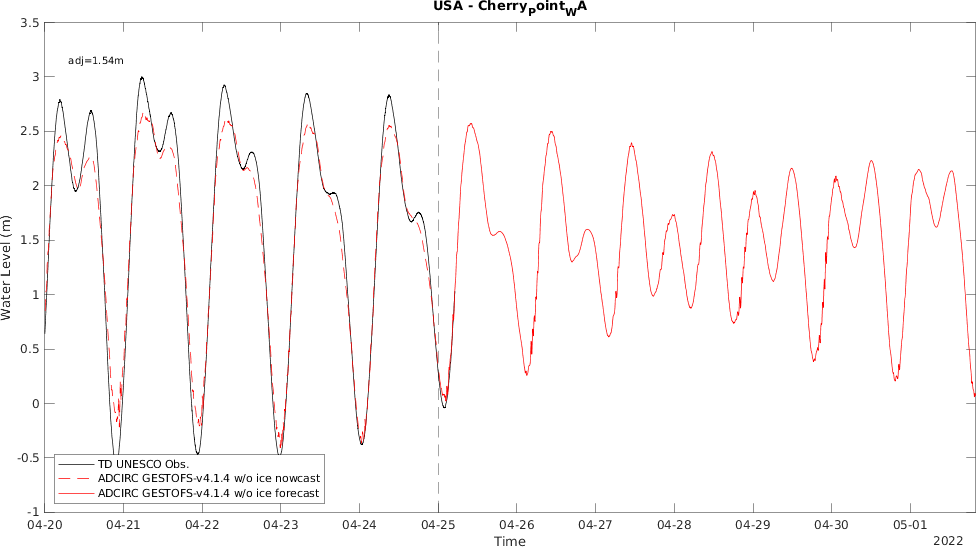 USA - CherryPointWA
3.5
adj=1.54m
3
2.5
2
1.5
1
0.5
0
-0.5
-1
Water Level (m)
TD UNESCO Obs.
ADCIRC GESTOFS-v4.1.4 w/o ice nowcast
ADCIRC GESTOFS-v4.1.4 w/o ice forecast
04-20 04-21 04-22 04-23 04-24 04-25 04-26 04-27 04-28 04-29 04-30 05-01
Time
2022